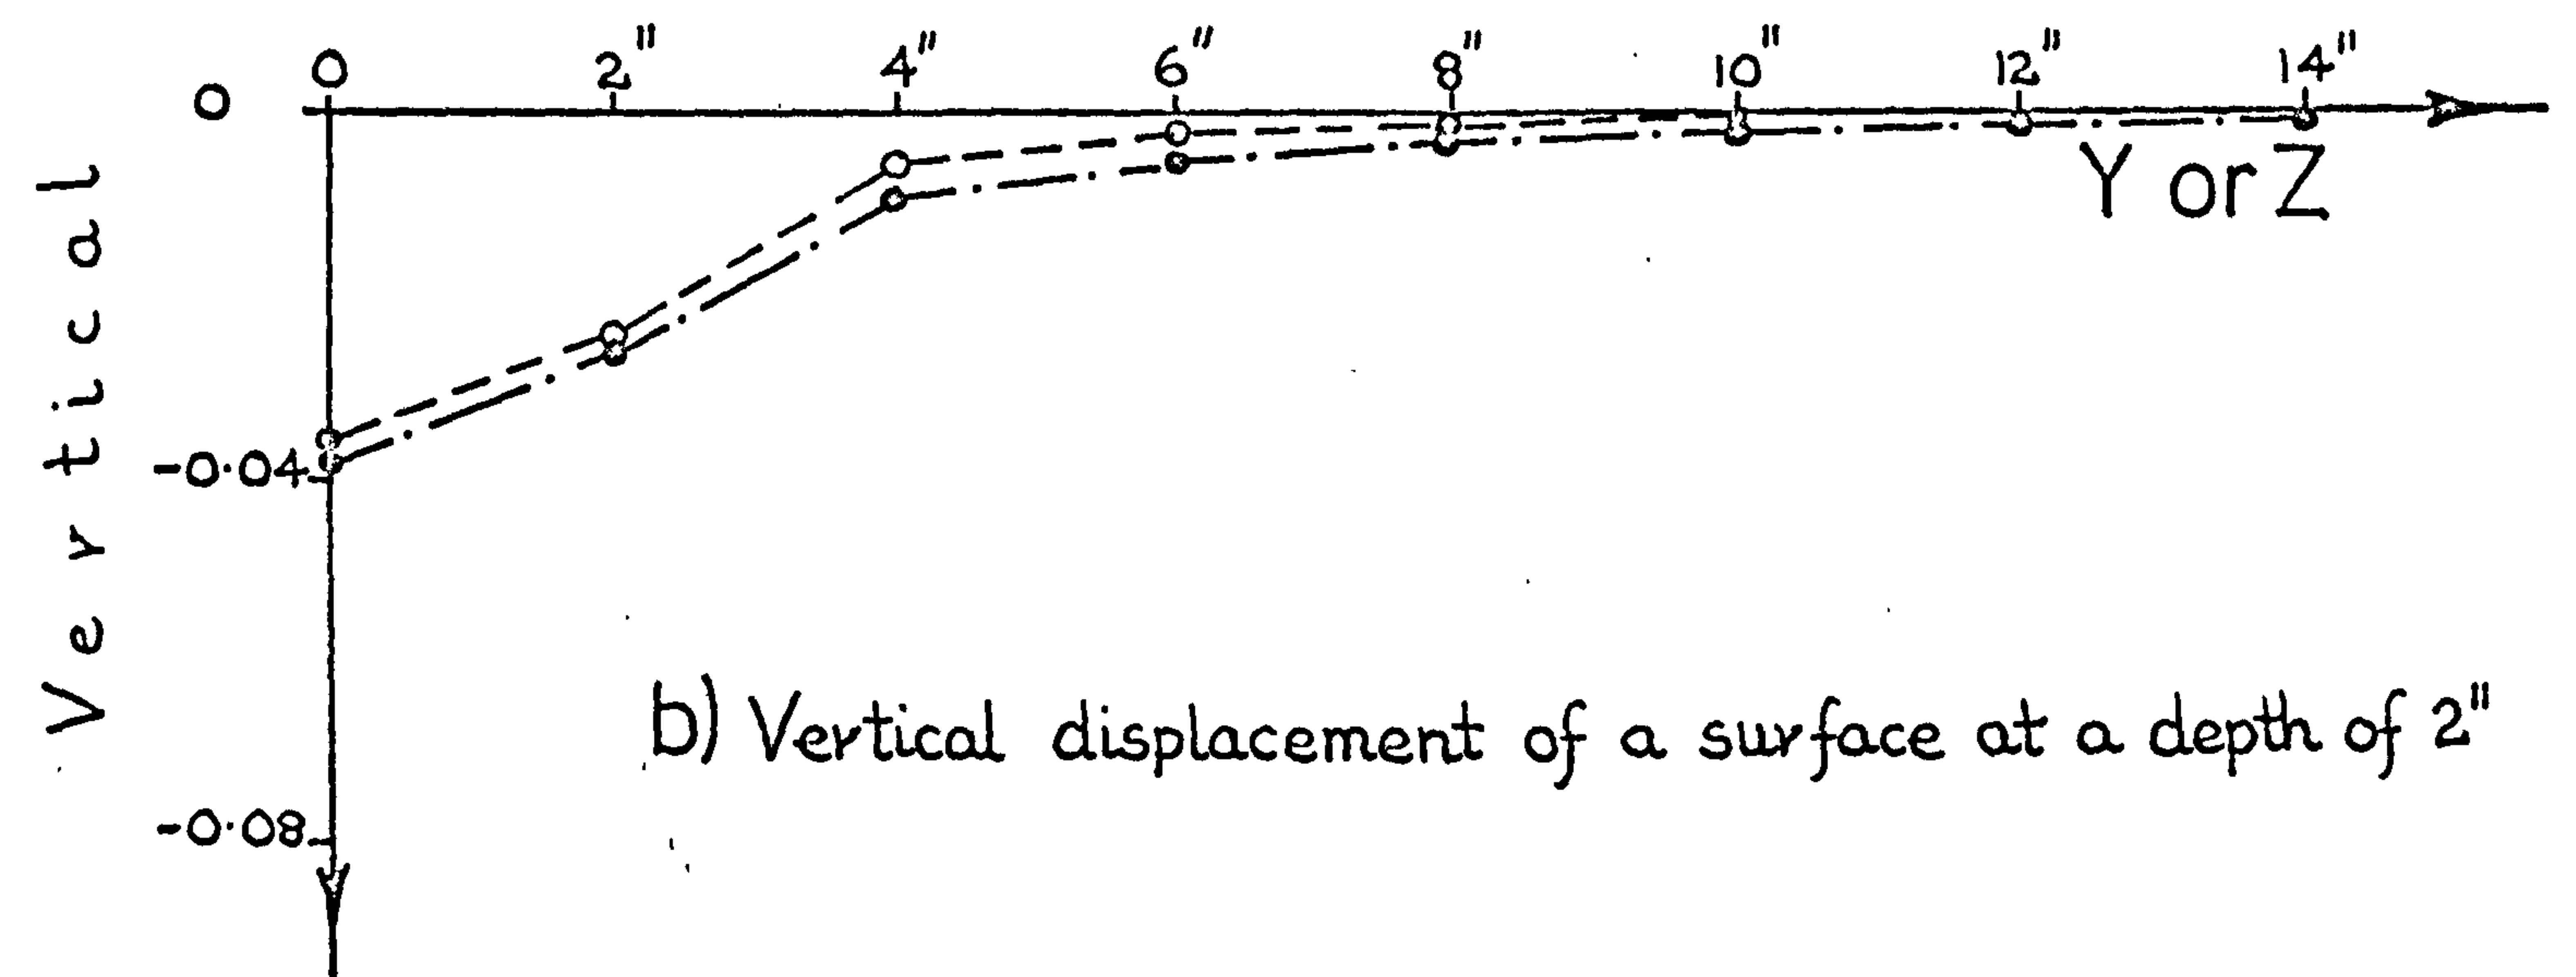 0 2" 4" 6" 8" 10" 12" 14"
0
Y or Z
Vertical
-0.04
b) Vertical displacement of a surface at a depth of 2"
-0.08